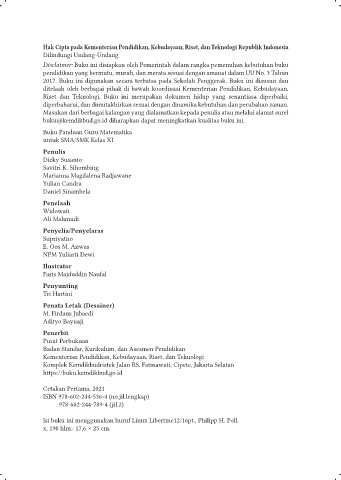 Hak Cipta pada Kementerian Pendidikan, Kebudayaan, Riset, dan Teknologi Republik Indonesia
Dilindungi Undang-Undang
Disclaimer: Buku ini disiapkan oleh Pemerintah dalam rangka pemenuhan kebutuhan buku
pendidikan yang bermutu, murah, dan merata sesuai dengan amanat dalam UU No. 3 Tahun
2017. Buku ini digunakan secara terbatas pada Sekolah Penggerak. Buku ini disusun dan
ditelaah oleh berbagai pihak di bawah koordinasi Kementerian Pendidikan, Kebudayaan,
Riset dan Teknologi. Buku ini merupakan dokumen hidup yang senantiasa diperbaiki,
diperbaharui, dan dimutakhirkan sesuai dengan dinamika kebutuhan dan perubahan zaman.
Masukan dari berbagai kalangan yang dialamatkan kepada penulis atau melalui alamat surel
buku@kemdikbud.go.id diharapkan dapat meningkatkan kualitas buku ini.
Buku Panduan Guru Matematika
untuk SMA/SMK Kelas XI
Penulis
Dicky Susanto
Savitri K. Sihombing
Marianna Magdalena Radjawane
Yulian Candra
Daniel Sinambela
Penelaah
Widowati
Ali Mahmudi
Penyelia/Penyelaras
Supriyatno
E. Oos M. Anwas
NPM Yuliarti Dewi
Ilustrator
Faris Majduddin Naufal
Penyunting
Tri Hartini
Penata Letak (Desainer)
M. Firdaus Jubaedi
Adityo Bayuaji
Penerbit
Pusat Perbukuan
Badan Standar, Kurikulum, dan Asesmen Pendidikan
Kementerian Pendidikan, Kebudayaan, Riset, dan Teknologi
Komplek Kemdikbudristek Jalan RS. Fatmawati, Cipete, Jakarta Selatan
https://buku.kemdikbud.go.id
Cetakan Pertama, 2021
ISBN 978-602-244-536-4 (no.jil.lengkap)
978-602-244-789-4 (jil.2)
Isi buku ini menggunakan huruf Linux Libertine12/16pt., Philipp H. Poll.
x, 190 hlm.: 17,6 × 25 cm.